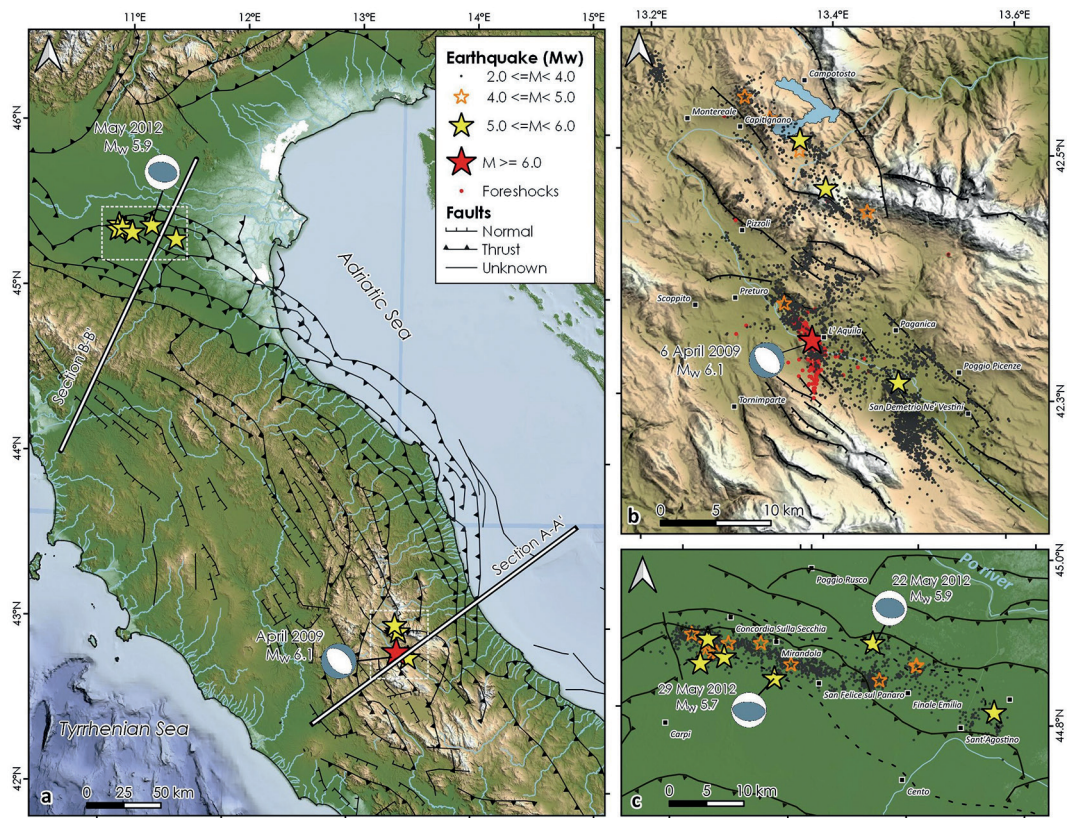 11°E
12°E
13°E
14°E
15°E
46°N
45°N
44°N
43°N
42°N
May 2012
Mw 5.9
Section B-B'
Adriatic Sea
Section A-A'
April 2009
Mw 6.1
Tyrrhenian Sea
a
0 25 50 km
Earthquake (Mw)
2.0 <=M< 4.0
4.0 <=M< 5.0
5.0 <=M< 6.0
M >= 6.0
Foreshocks
Faults
Normal
Thrust
Unknown
13.2°E
13.4°E
13.6°E
42.5°N
42.3°N
Campotosto
Montereale
Capitignano
Pizzoli
Preturo
Scoppito
L'Aquila
Paganica
6 April 2009
Mw 6.1
Poggio Picenze
Tornimparte
San Demetrio Ne' Vestini
b
0 5 10 km
45.0°N
44.8°N
Poggio Rusco
22 May 2012
Mw 5.9
Po river
Concordia Sulla Secchia
Mirandola
29 May 2012
Mw 5.7
San Felice sul Panaro
Finale Emilia
Carpi
Sant'Agostino
Cento
c
0 5 10 km